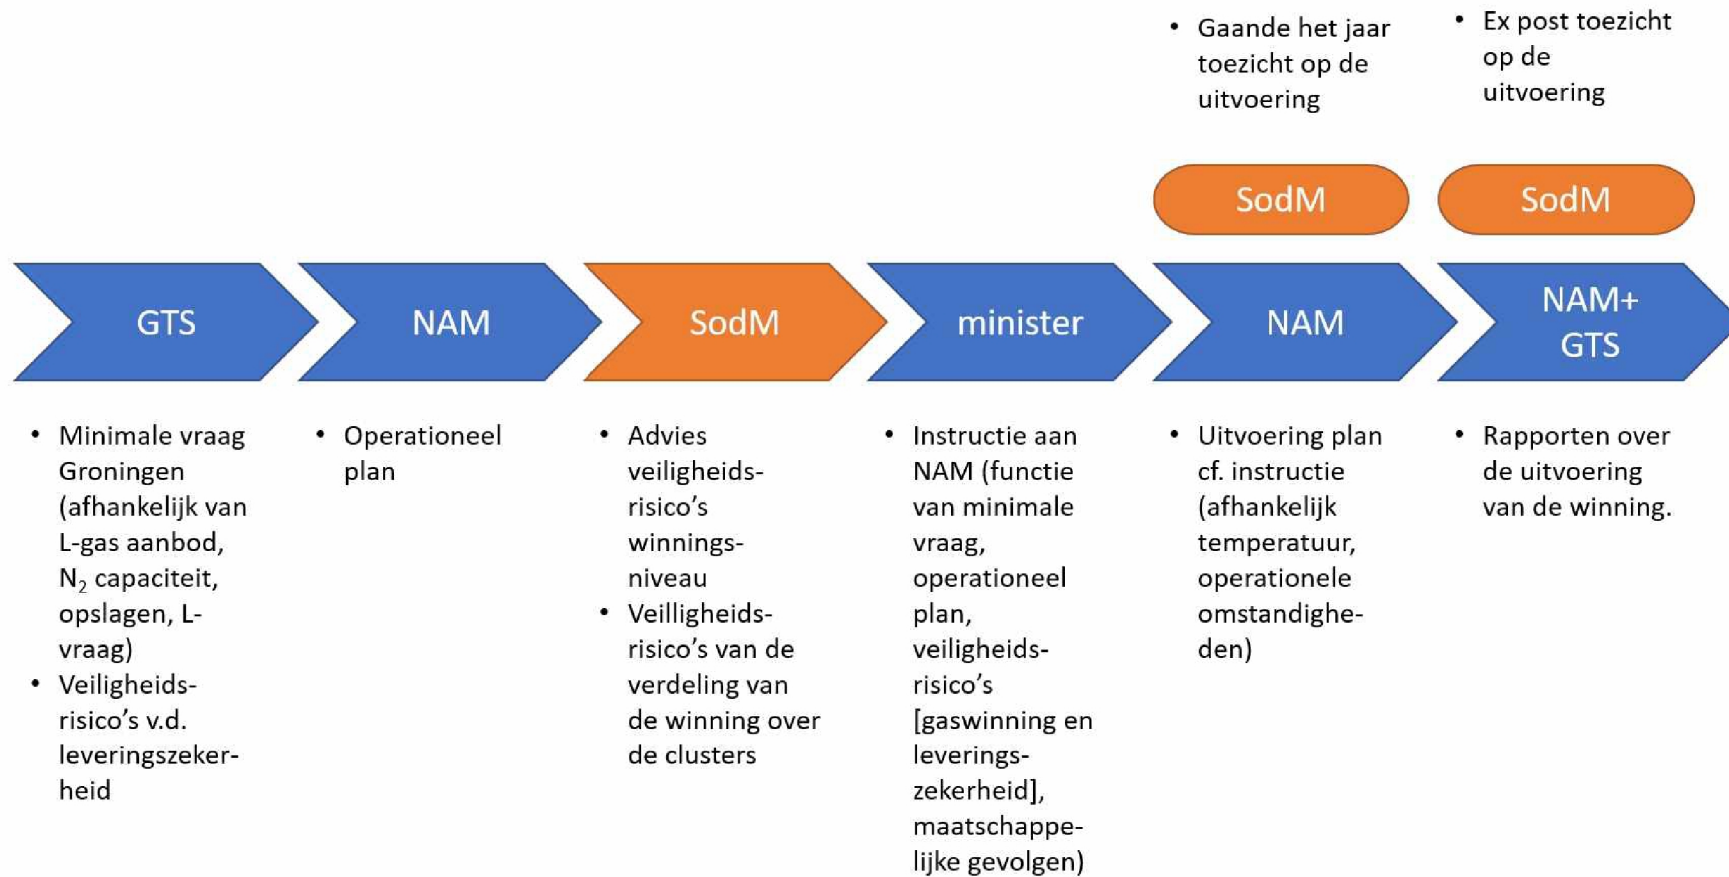 • Gaande het jaar
toezicht op de
uitvoering
• Ex post toezicht
op de
uitvoering
SodM
SodM
GTS
NAM
SodM
minister
NAM
NAM+
GTS
• Minimale vraag
Groningen
(afhankelijk van
L-gas aanbod,
N₂ capaciteit,
opslagen, L-
vraag)
• Veiligheids-
risico's v.d.
leveringszeker-
heid
• Operationeel
plan
• Advies
veiligheids-
risico's
winnings-
niveau
• Veilligheids-
risico's van de
verdeling van
de winning over
de clusters
• Instructie aan
NAM (functie
van minimale
vraag,
operationeel
plan,
veiligheids-
risico's
[gaswinning en
leverings-
zekerheid],
maatschappe-
lijke gevolgen)
• Uitvoering plan
cf. instructie
(afhankelijk
temperatuur,
operationele
omstandighe-
den)
• Rapporten over
de uitvoering
van de winning.